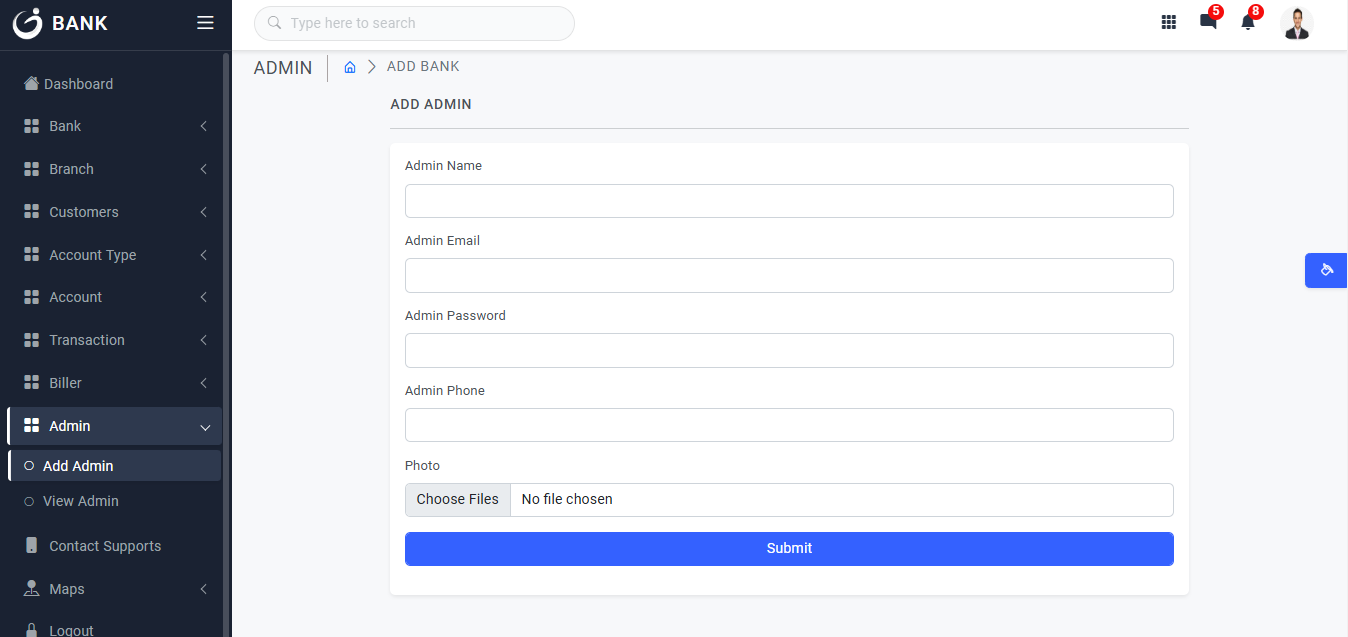 BANK
Type here to search
5
8
Dashboard
Bank
Branch
Customers
Account Type
Account
Transaction
Biller
Admin
Add Admin
View Admin
Contact Supports
Maps
Logout
ADMIN
ADD BANK
ADD ADMIN
Admin Name
Admin Email
Admin Password
Admin Phone
Photo
Choose Files No file chosen
Submit